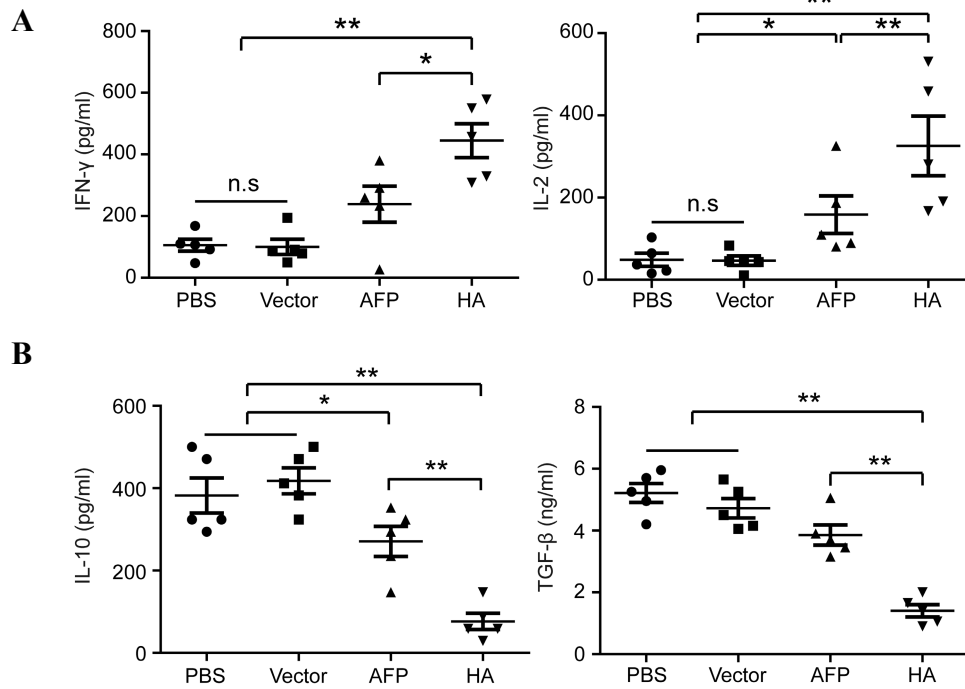 A
IFN-γ (pg/ml)
800
600
400
200
0
**
*
n.s
PBS Vector AFP HA
IL-2 (pg/ml)
600
400
200
0
**
* **
n.s
PBS Vector AFP HA
B
IL-10 (pg/ml)
600
400
200
0
**
*
**
PBS Vector AFP HA
TGF-β (ng/ml)
8
6
4
2
0
**
**
PBS Vector AFP HA